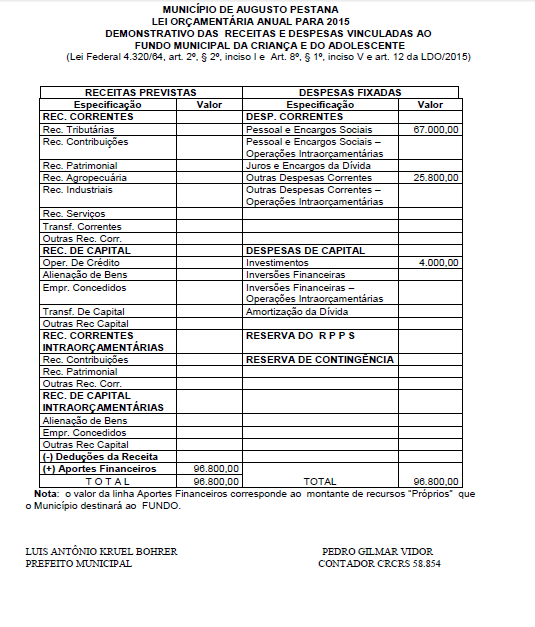 MUNICÍPIO DE AUGUSTO PESTANA
LEI ORÇAMENTÁRIA ANUAL PARA 2015
DEMONSTRATIVO DAS RECEITAS E DESPESAS VINCULADAS AO
FUNDO MUNICIPAL DA CRIANÇA E DO ADOLESCENTE
(Lei Federal 4.320/64, art. 2º, § 2º, inciso I e Art. 8º, § 1º, inciso V e art. 12 da LDO/2015)
RECEITAS PREVISTAS DESPESAS FIXADAS
Especificação Valor Especificação Valor
REC. CORRENTES DESP. CORRENTES
Rec. Tributárias Pessoal e Encargos Sociais 67.000,00
Rec. Contribuições Pessoal e Encargos Sociais –
Operações Intraorçamentárias
Rec. Patrimonial Juros e Encargos da Dívida
Rec. Agropecuária Outras Despesas Correntes 25.800,00
Rec. Industriais Outras Despesas Correntes –
Operações Intraorçamentárias
Rec. Serviços
Transf. Correntes
Outras Rec. Corr.
REC. DE CAPITAL DESPESAS DE CAPITAL
Oper. De Crédito Investimentos 4.000,00
Alienação de Bens Inversões Financeiras
Empr. Concedidos Inversões Financeiras –
Operações Intraorçamentárias
Transf. De Capital Amortização da Dívida
Outras Rec Capital
REC. CORRENTES RESERVA DO R P P S
INTRAORÇAMENTÁRIAS
Rec. Contribuições RESERVA DE CONTINGÊNCIA
Rec. Patrimonial
Outras Rec. Corr.
REC. DE CAPITAL
INTRAORÇAMENTÁRIAS
Alienação de Bens
Empr. Concedidos
Outras Rec Capital
(-) Deduções da Receita
(+) Aportes Financeiros 96.800,00
T O T A L 96.800,00 TOTAL 96.800,00
Nota: o valor da linha Aportes Financeiros corresponde ao montante de recursos “Próprios” que
o Município destinará ao FUNDO.
LUIS ANTÔNIO KRUEL BOHRER PEDRO GILMAR VIDOR
PREFEITO MUNICIPAL CONTADOR CRCRS 58.854